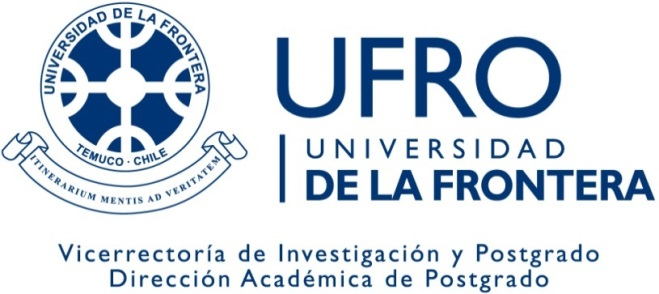 UNIVERSIDAD DE LA FRONTERA
TEMUCO · CHILE
ITINERARIUM MENTIS AD VERITATEM
UFRO
UNIVERSIDAD
DE LA FRONTERA
Vicerrectoría de Investigación y Postgrado
Dirección Académica de Postgrado